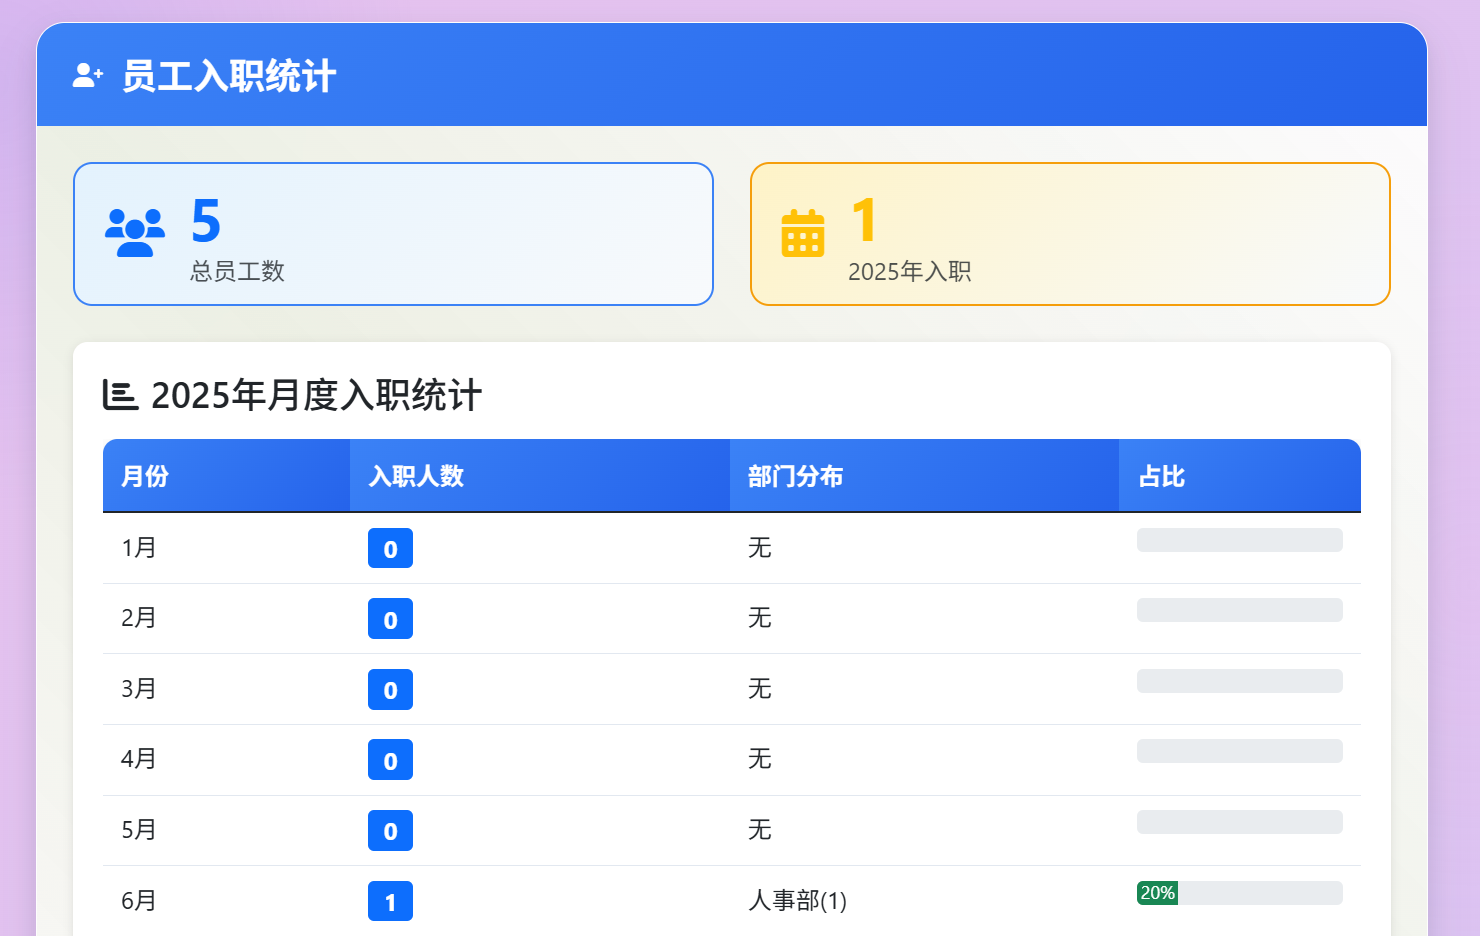 员工入职统计
5
总员工数
1
2025年入职
2025年月度入职统计
月份 入职人数 部门分布 占比
1月 0 无
2月 0 无
3月 0 无
4月 0 无
5月 0 无
6月 1 人事部(1) 20%